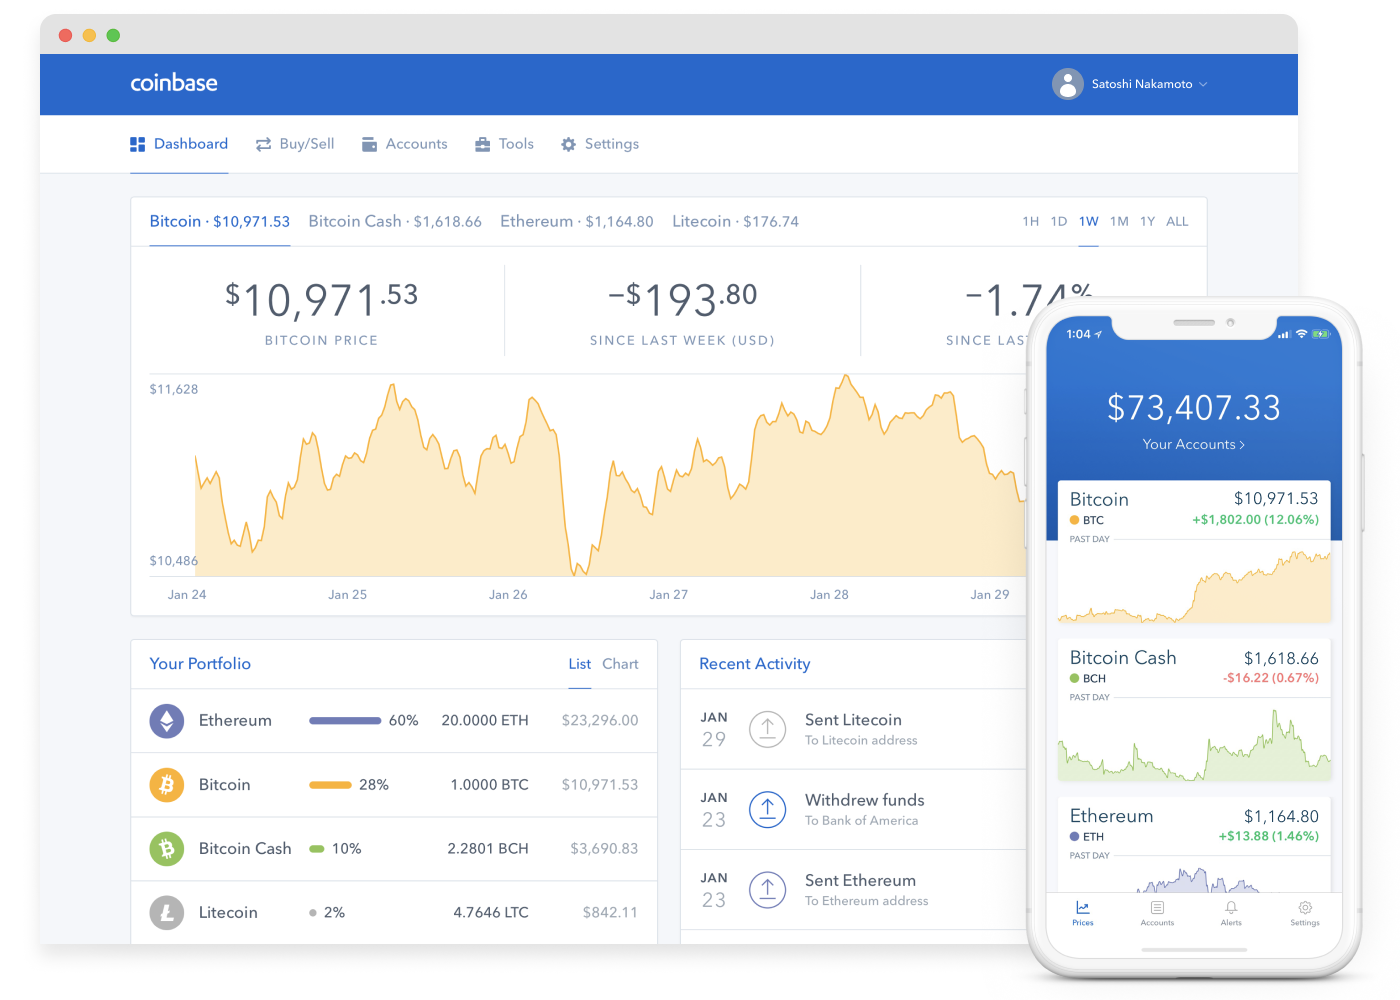 coinbase
Satoshi Nakamoto
Dashboard Buy/Sell Accounts Tools Settings
Bitcoin · $10,971.53 Bitcoin Cash · $1,618.66 Ethereum · $1,164.80 Litecoin · $176.74
1H 1D 1W 1M 1Y ALL
$10,971.53
BITCOIN PRICE
−$193.80
SINCE LAST WEEK (USD)
−1.74%
SINCE LAS
$11,628
$10,486
Jan 24 Jan 25 Jan 26 Jan 27 Jan 28 Jan 29
Your Portfolio
List Chart
Ethereum 60% 20.0000 ETH $23,296.00
Bitcoin 28% 1.0000 BTC $10,971.53
Bitcoin Cash 10% 2.2801 BCH $3,690.83
Litecoin 2% 4.7646 LTC $842.11
Recent Activity
JAN
29
Sent Litecoin
To Litecoin address
JAN
23
Withdrew funds
To Bank of America
JAN
23
Sent Ethereum
To Ethereum address
1:04
$73,407.33
Your Accounts >
Bitcoin $10,971.53
BTC +$1,802.00 (12.06%)
PAST DAY
Bitcoin Cash $1,618.66
BCH -$16.22 (0.67%)
PAST DAY
Ethereum $1,164.80
ETH +$13.88 (1.46%)
PAST DAY
Prices Accounts Alerts Settings